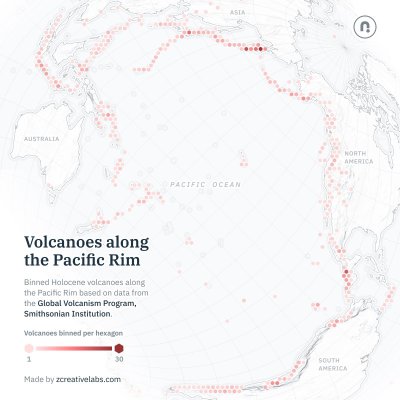 ASIA
AUSTRALIA
NORTH
AMERICA
PACIFIC OCEAN
Volcanoes along
the Pacific Rim
Binned Holocene volcanoes along
the Pacific Rim based on data from
the Global Volcanism Program,
Smithsonian Institution.
Volcanoes binned per hexagon
1 30
SOUTH
AMERICA
Made by zcreativelabs.com